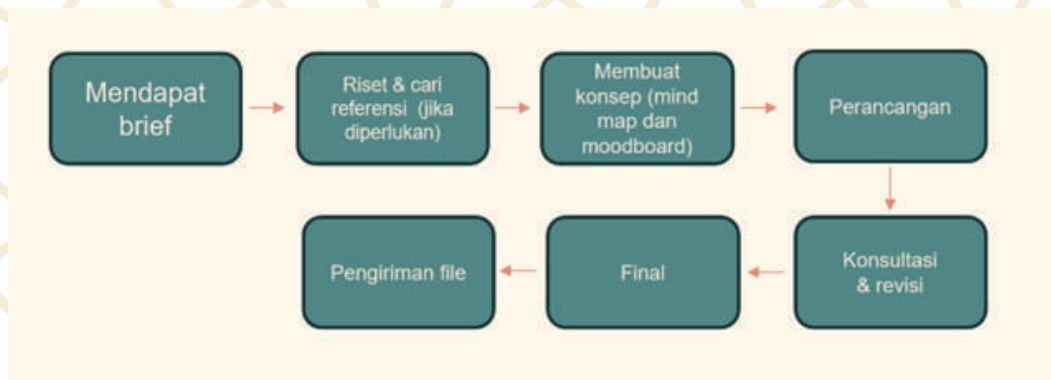 Mendapat
brief
Riset & cari
referensi (jika
diperlukan)
Membuat
konsep (mind
map dan
moodboard)
Perancangan
Konsultasi
& revisi
Final
Pengiriman file